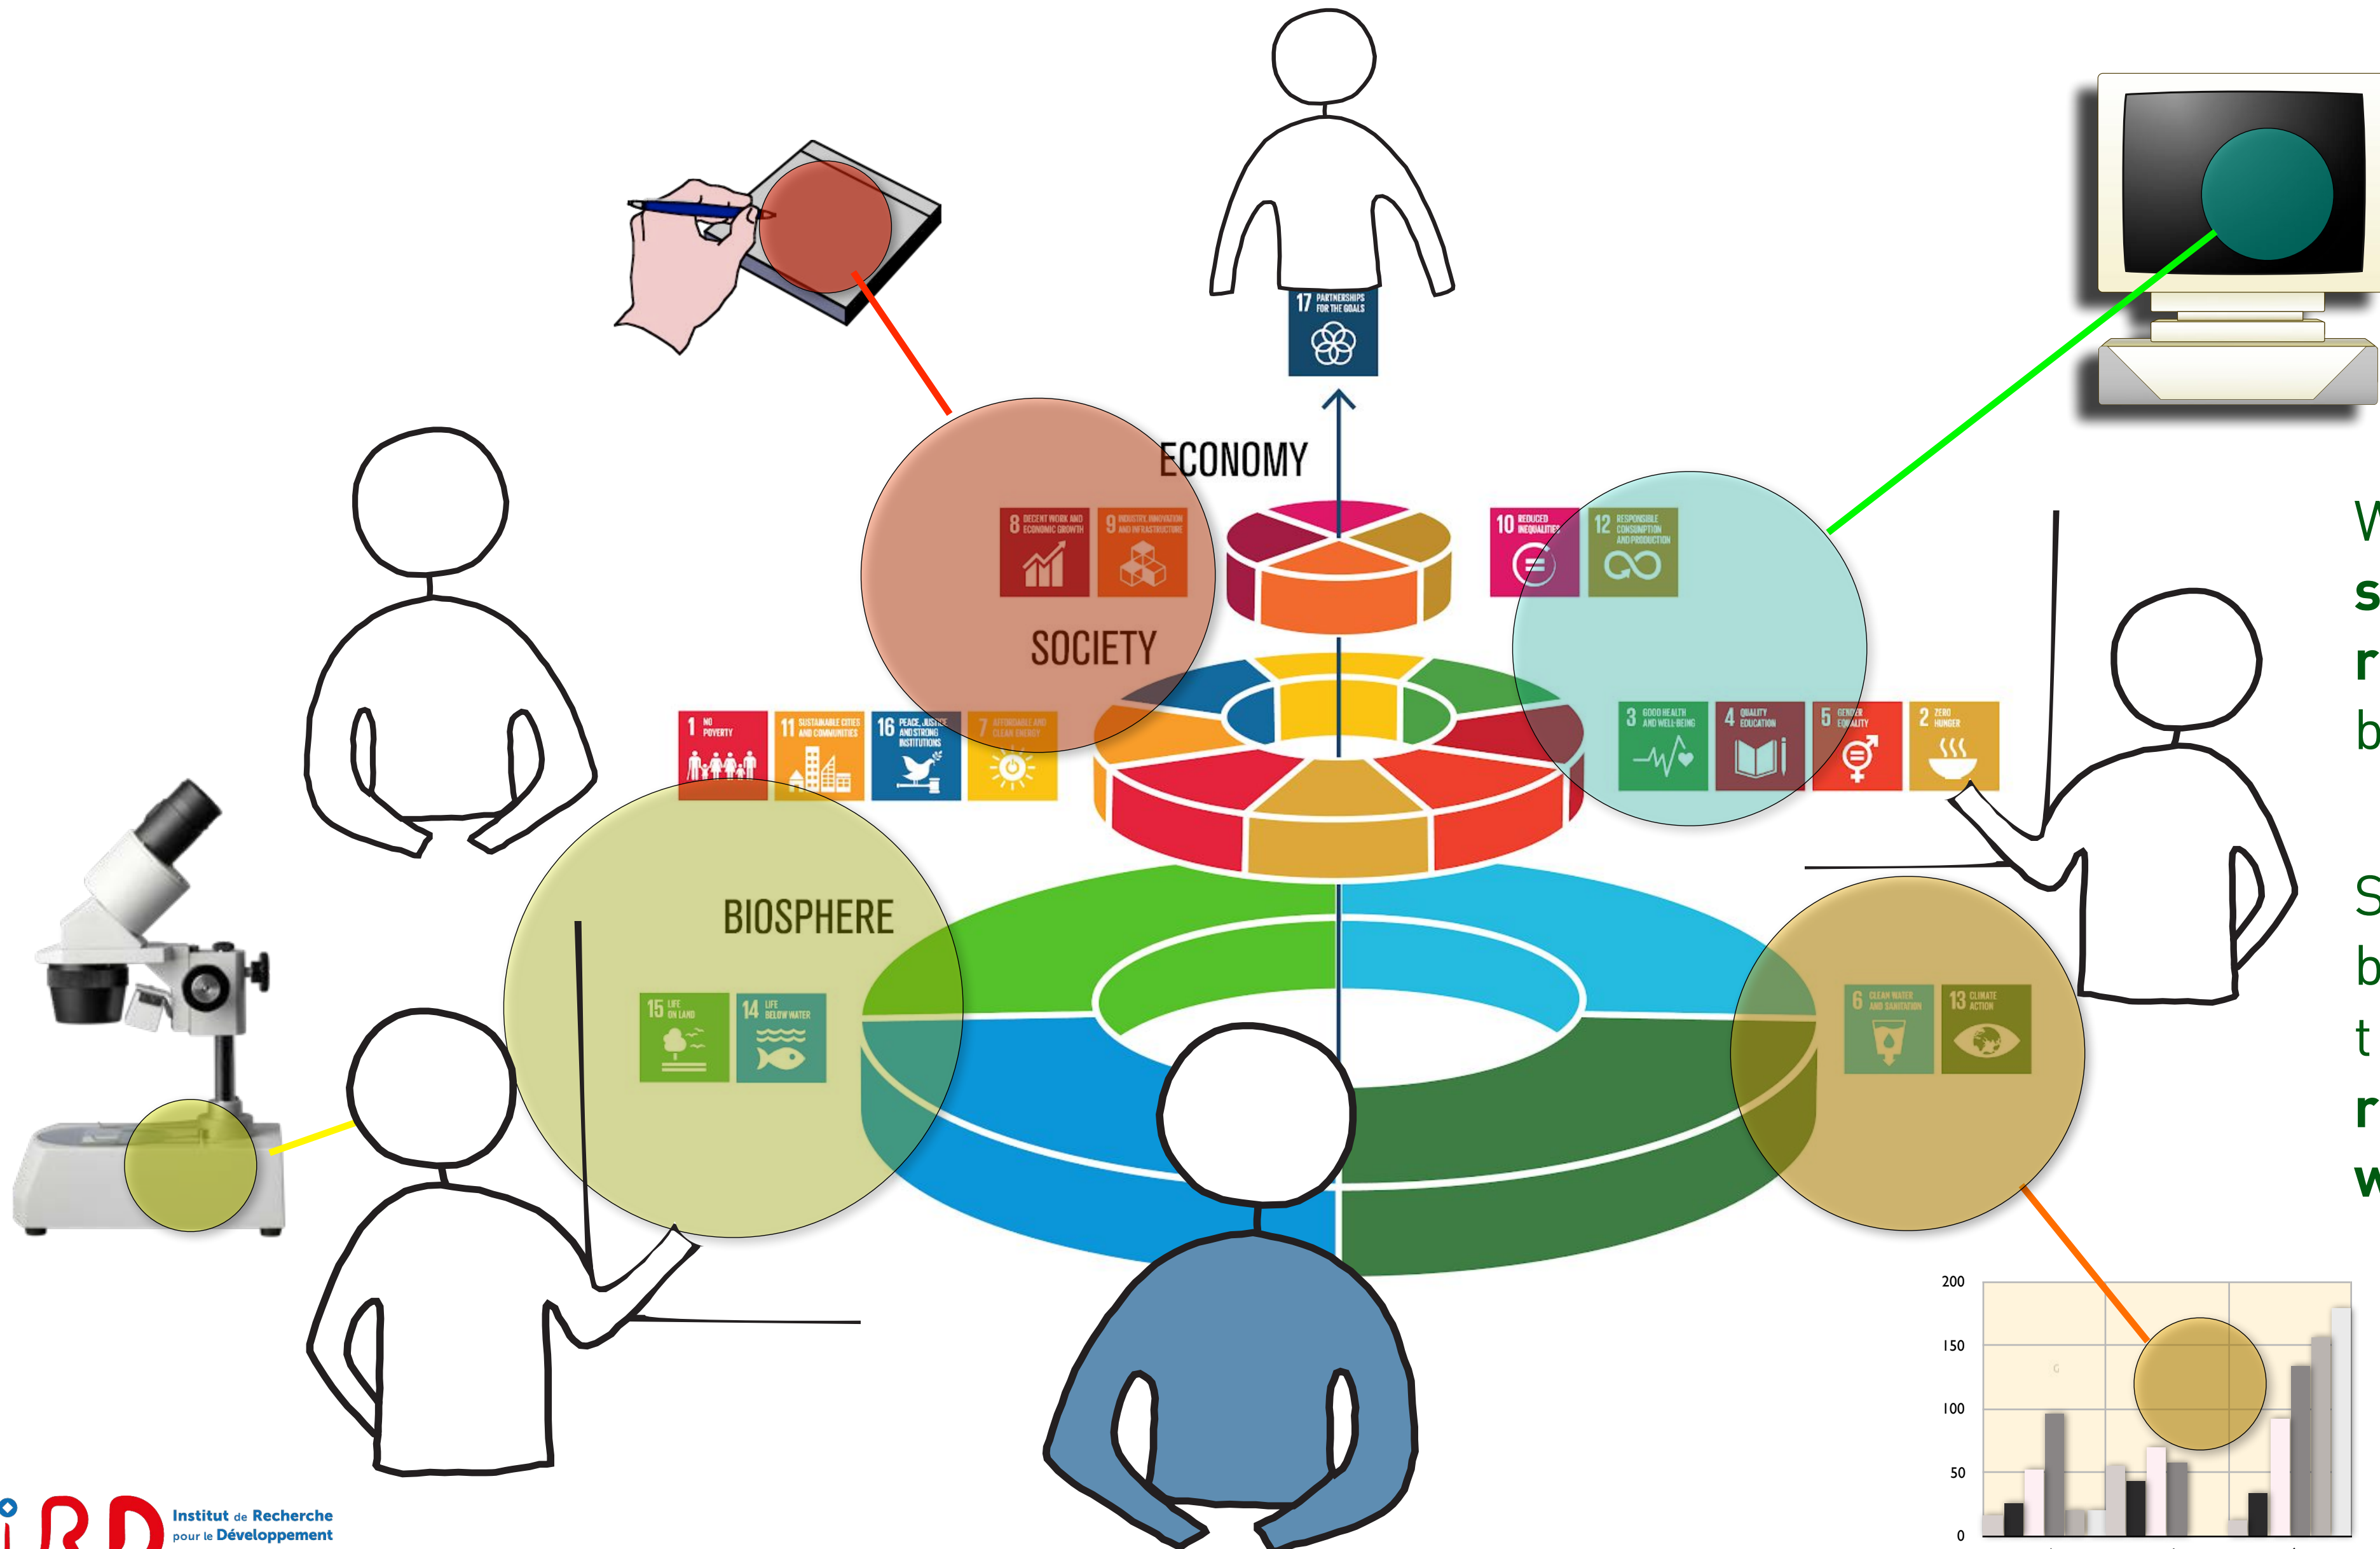 17 PARTNERSHIPS
FOR THE GOALS
ECONOMY
8 DECENT WORK AND
ECONOMIC GROWTH
9 INDUSTRY, INNOVATION
AND INFRASTRUCTURE
10 REDUCED
INEQUALITIES
12 RESPONSIBLE
CONSUMPTION
AND PRODUCTION
SOCIETY
1 NO
POVERTY
11 SUSTAINABLE CITIES
AND COMMUNITIES
16 PEACE, JUSTICE
AND STRONG
INSTITUTIONS
7 AFFORDABLE AND
CLEAN ENERGY
3 GOOD HEALTH
AND WELL-BEING
4 QUALITY
EDUCATION
5 GENDER
EQUALITY
2 ZERO
HUNGER
BIOSPHERE
15 LIFE
ON LAND
14 LIFE
BELOW WATER
6 CLEAN WATER
AND SANITATION
13 CLIMATE
ACTION
W
s
r
b
S
b
t
r
w
200
150
100
50
0
IRD
Institut de Recherche
pour le Développement